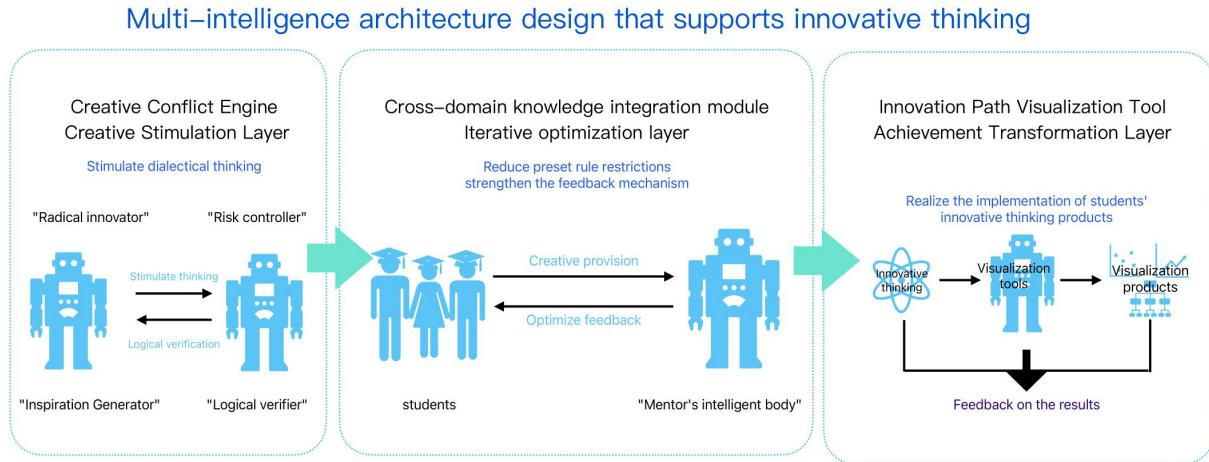 Multi-intelligence architecture design that supports innovative thinking
Creative Conflict Engine
Creative Stimulation Layer
Stimulate dialectical thinking
"Radical innovator"
"Risk controller"
Stimulate thinking
Logical verification
"Inspiration Generator"
"Logical verifier"
Cross-domain knowledge integration module
Iterative optimization layer
Reduce preset rule restrictions
strengthen the feedback mechanism
Creative provision
Optimize feedback
students
"Mentor's intelligent body"
Innovation Path Visualization Tool
Achievement Transformation Layer
Realize the implementation of students'
innovative thinking products
Innovative
thinking
Visualization
tools
Visualization
products
Feedback on the results